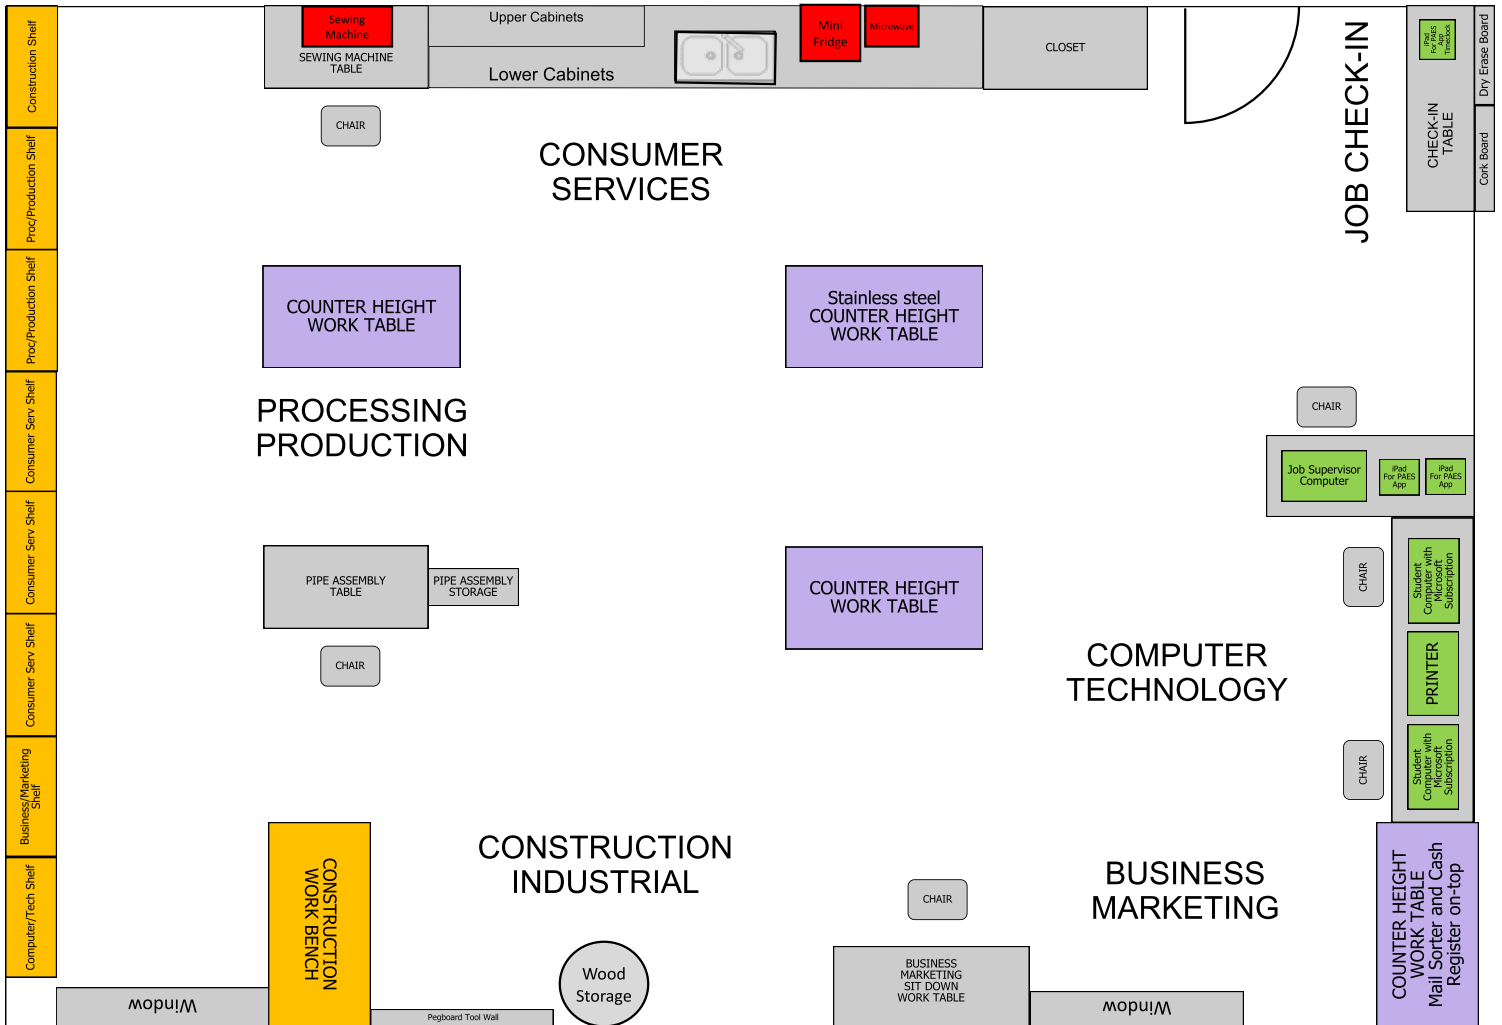 Construction Shelf
Proc/Production Shelf
Proc/Production Shelf
Consumer Serv Shelf
Consumer Serv Shelf
Consumer Serv Shelf
Business/Marketing
Shelf
Computer/Tech Shelf
Sewing
Machine
SEWING MACHINE
TABLE
Upper Cabinets
Lower Cabinets
Mini
Fridge
Microwave
CLOSET
CHAIR
CONSUMER
SERVICES
JOB CHECK-IN
iPad
For PAES
App
Timeclock
CHECK-IN
TABLE
Dry Erase Board
Cork Board
COUNTER HEIGHT
WORK TABLE
Stainless steel
COUNTER HEIGHT
WORK TABLE
PROCESSING
PRODUCTION
CHAIR
Job Supervisor
Computer
iPad
For PAES
App
iPad
For PAES
App
PIPE ASSEMBLY
TABLE
PIPE ASSEMBLY
STORAGE
CHAIR
COUNTER HEIGHT
WORK TABLE
CHAIR
Student
Computer with
Microsoft
Subscription
PRINTER
COMPUTER
TECHNOLOGY
CHAIR
Student
Computer with
Microsoft
Subscription
CONSTRUCTION
WORK BENCH
CONSTRUCTION
INDUSTRIAL
Wood
Storage
Window
Pegboard Tool Wall
CHAIR
BUSINESS
MARKETING
BUSINESS
MARKETING
SIT DOWN
WORK TABLE
Window
COUNTER HEIGHT
WORK TABLE
Mail Sorter and Cash
Register on-top